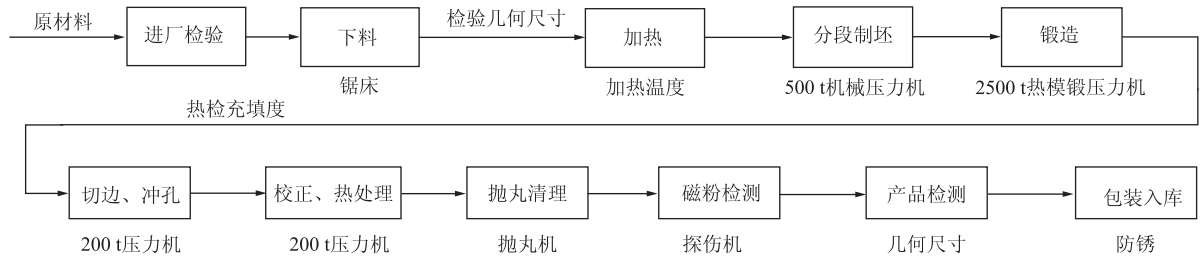 原材料
进厂检验
下料
锯床
检验几何尺寸
加热
加热温度
分段制坯
500 t机械压力机
锻造
2500 t热模锻压力机
热检充填度
切边、冲孔
200 t压力机
校正、热处理
200 t压力机
抛丸清理
抛丸机
磁粉检测
探伤机
产品检测
几何尺寸
包装入库
防锈